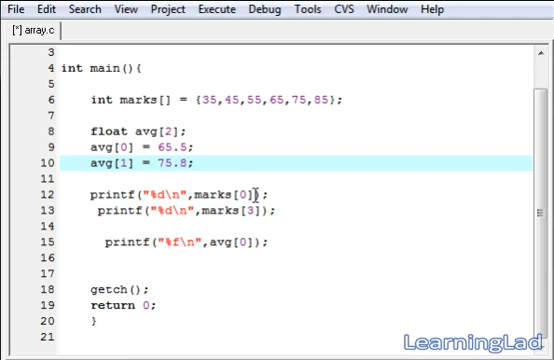 File Edit Search View Project Execute Debug Tools CVS Window Help
[*] array.c
3
4 int main(){
5
6 int marks[] = {35,45,55,65,75,85};
7
8 float avg[2];
9 avg[0] = 65.5;
10 avg[1] = 75.8;
11
12 printf("%d\n",marks[0]);
13 printf("%d\n",marks[3]);
14
15 printf("%f\n",avg[0]);
16
17
18 getch();
19 return 0;
20 }
21
LearningLad